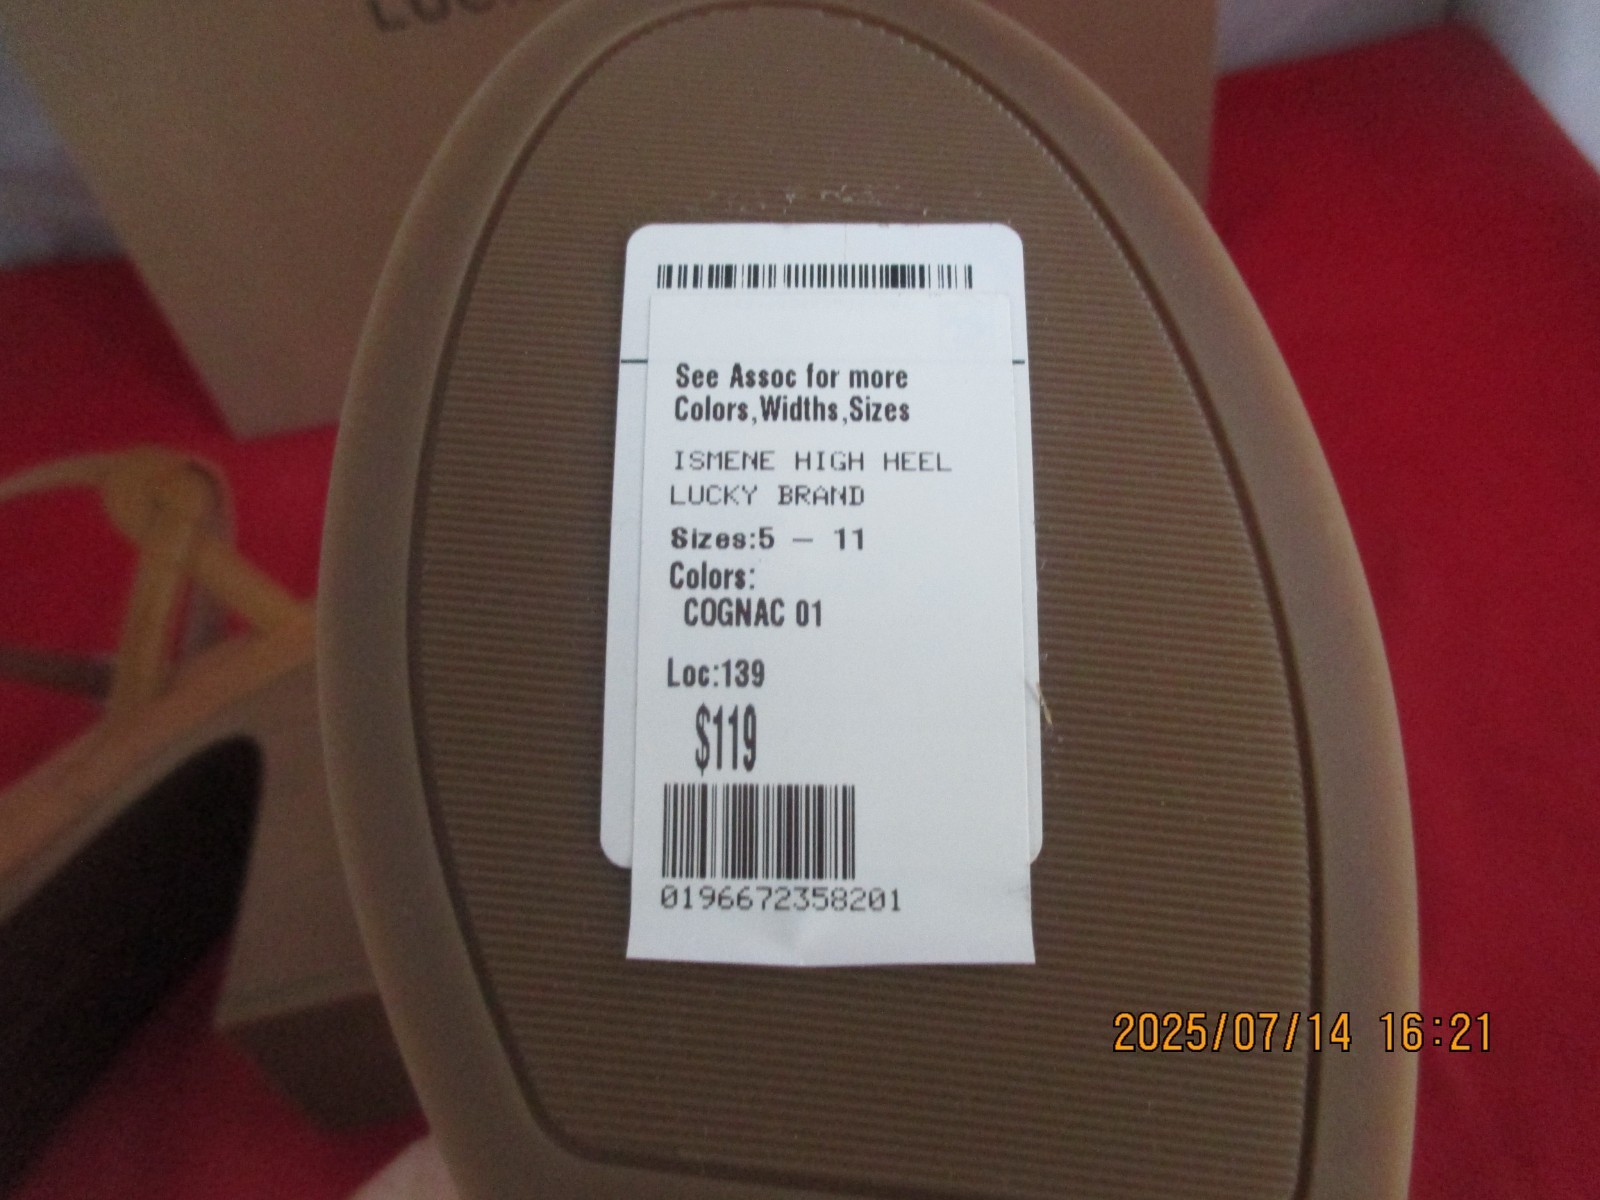 See Assoc for more
Colors,Widths,Sizes
ISMENE HIGH HEEL
LUCKY BRAND
Sizes:5 - 11
Colors:
COGNAC 01
Loc:139
$119
0196672358201
2025/07/14 16:21